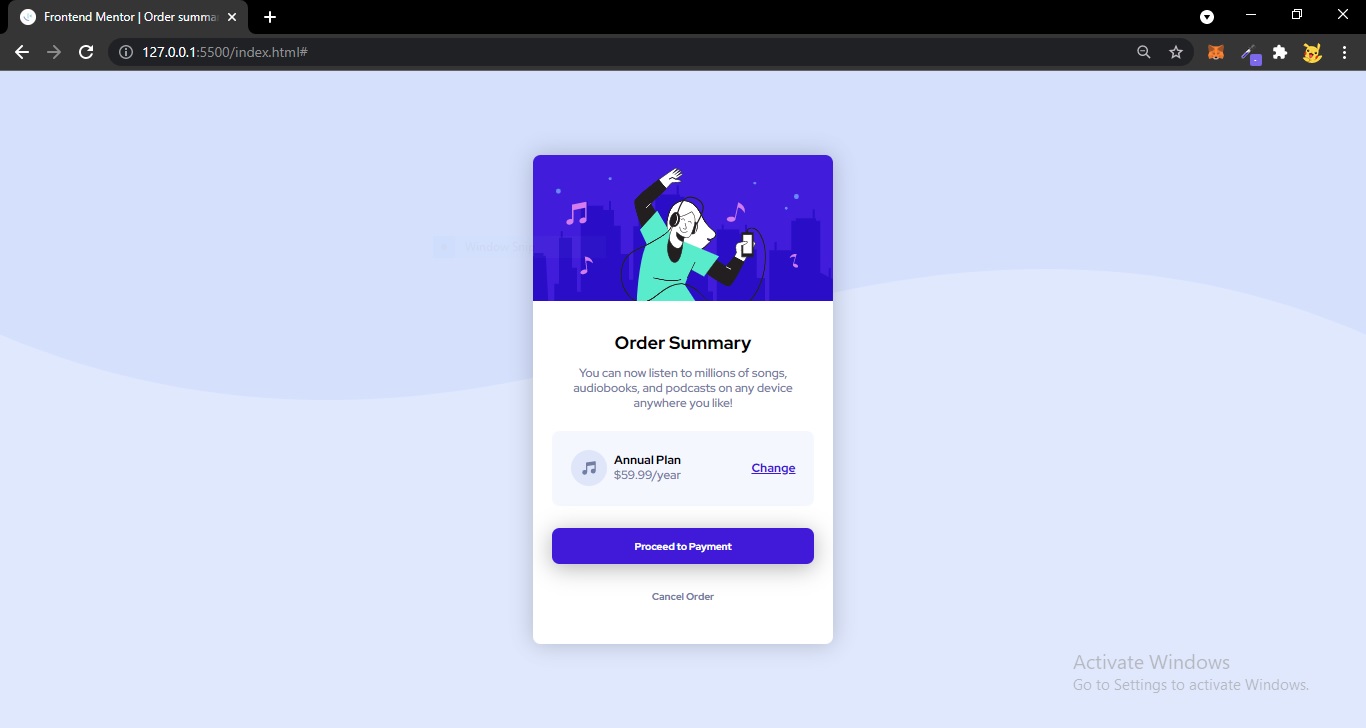 Frontend Mentor | Order summa
127.0.0.1:5500/index.html#
Order Summary
You can now listen to millions of songs,
audiobooks, and podcasts on any device
anywhere you like!
Annual Plan
$59.99/year
Change
Proceed to Payment
Cancel Order
Activate Windows
Go to Settings to activate Windows.